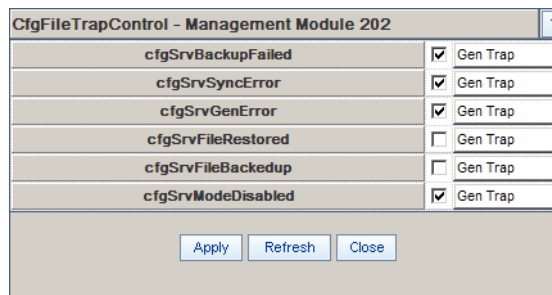 CfgFileTrapControl - Management Module 202
cfgSrvBackupFailed Gen Trap
cfgSrvSyncError Gen Trap
cfgSrvGenError Gen Trap
cfgSrvFileRestored Gen Trap
cfgSrvFileBackedup Gen Trap
cfgSrvModeDisabled Gen Trap
Apply Refresh Close